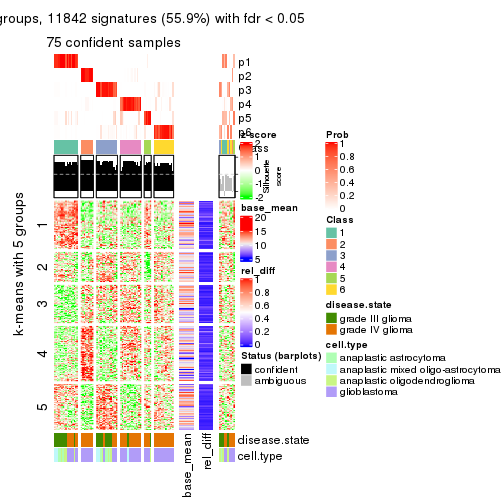 groups, 11842 signatures (55.9%) with fdr < 0.05
75 confident samples
p1
p2
p3
p4
p5
p6
Silhouette
score
z-score
2
1
0
-1
-2
base_mean
20
15
10
5
rel_diff
1
0.8
0.6
0.4
0.2
0
Status (barplots)
confident
ambiguous
Prob
1
0.8
0.6
0.4
0.2
0
Class
1
2
3
4
5
6
disease.state
grade III glioma
grade IV glioma
cell.type
anaplastic astrocytoma
anaplastic mixed oligo-astrocytoma
anaplastic oligodendroglioma
glioblastoma
k-means with 5 groups
1
2
3
4
5
disease.state
cell.type
base_mean
rel_diff